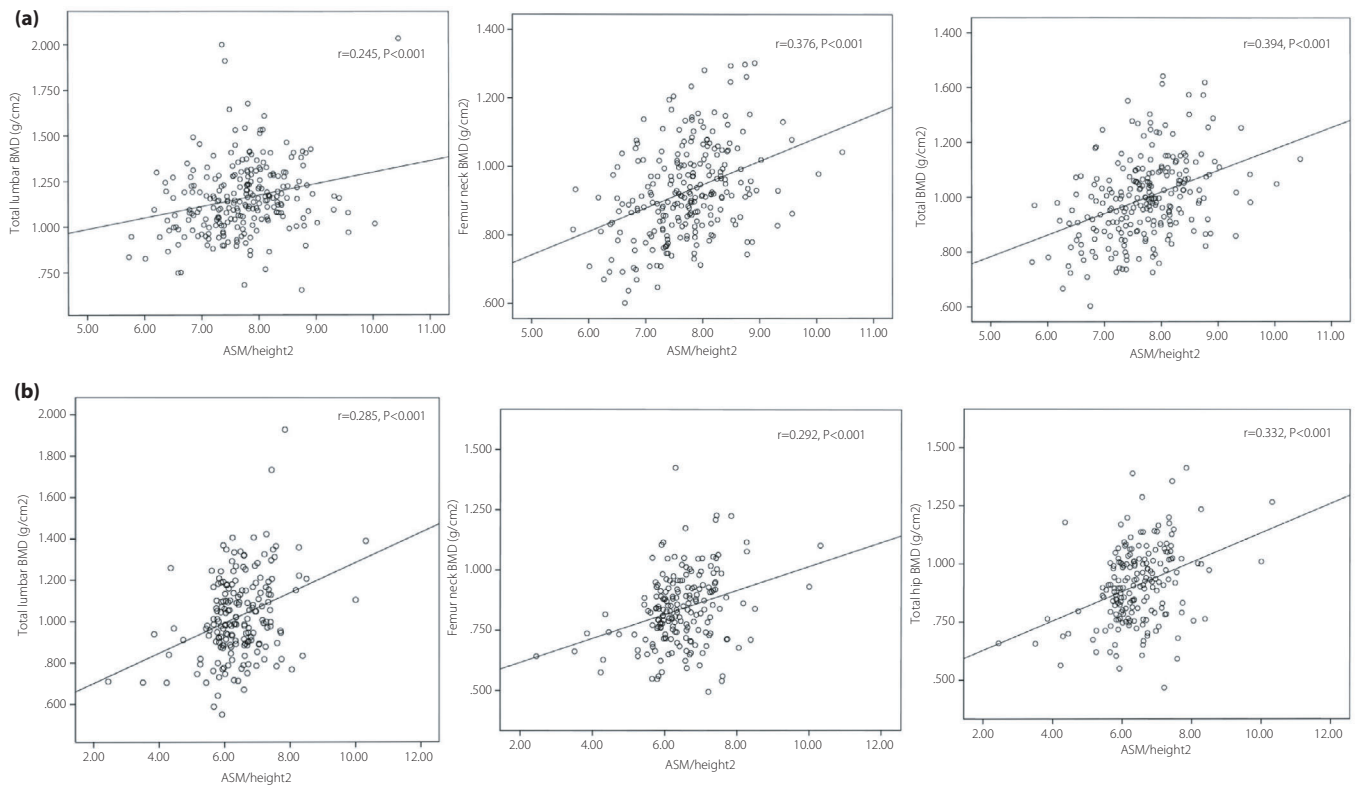 (a)
r=0.245, P<0.001
Total lumbar BMD (g/cm2)
2.000
1.750
1.500
1.250
1.000
.750
5.00 6.00 7.00 8.00 9.00 10.00 11.00
ASM/height2
r=0.376, P<0.001
Femur neck BMD (g/cm2)
1.400
1.200
1.000
.800
.600
5.00 6.00 7.00 8.00 9.00 10.00 11.00
ASM/height2
r=0.394, P<0.001
Total BMD (g/cm2)
1.400
1.600
1.200
1.000
.800
.600
5.00 6.00 7.00 8.00 9.00 10.00 11.00
ASM/height2
(b)
r=0.285, P<0.001
Total lumbar BMD (g/cm2)
2.000
1.800
1.600
1.400
1.200
1.000
.800
.600
2.00 4.00 6.00 8.00 10.00 12.00
ASM/height2
r=0.292, P<0.001
Femur neck BMD (g/cm2)
1.500
1.250
1.000
.750
.500
2.00 4.00 6.00 8.00 10.00 12.00
ASM/height2
r=0.332, P<0.001
Total hip BMD (g/cm2)
1.500
1.250
1.000
.750
.500
2.00 4.00 6.00 8.00 10.00 12.00
ASM/height2